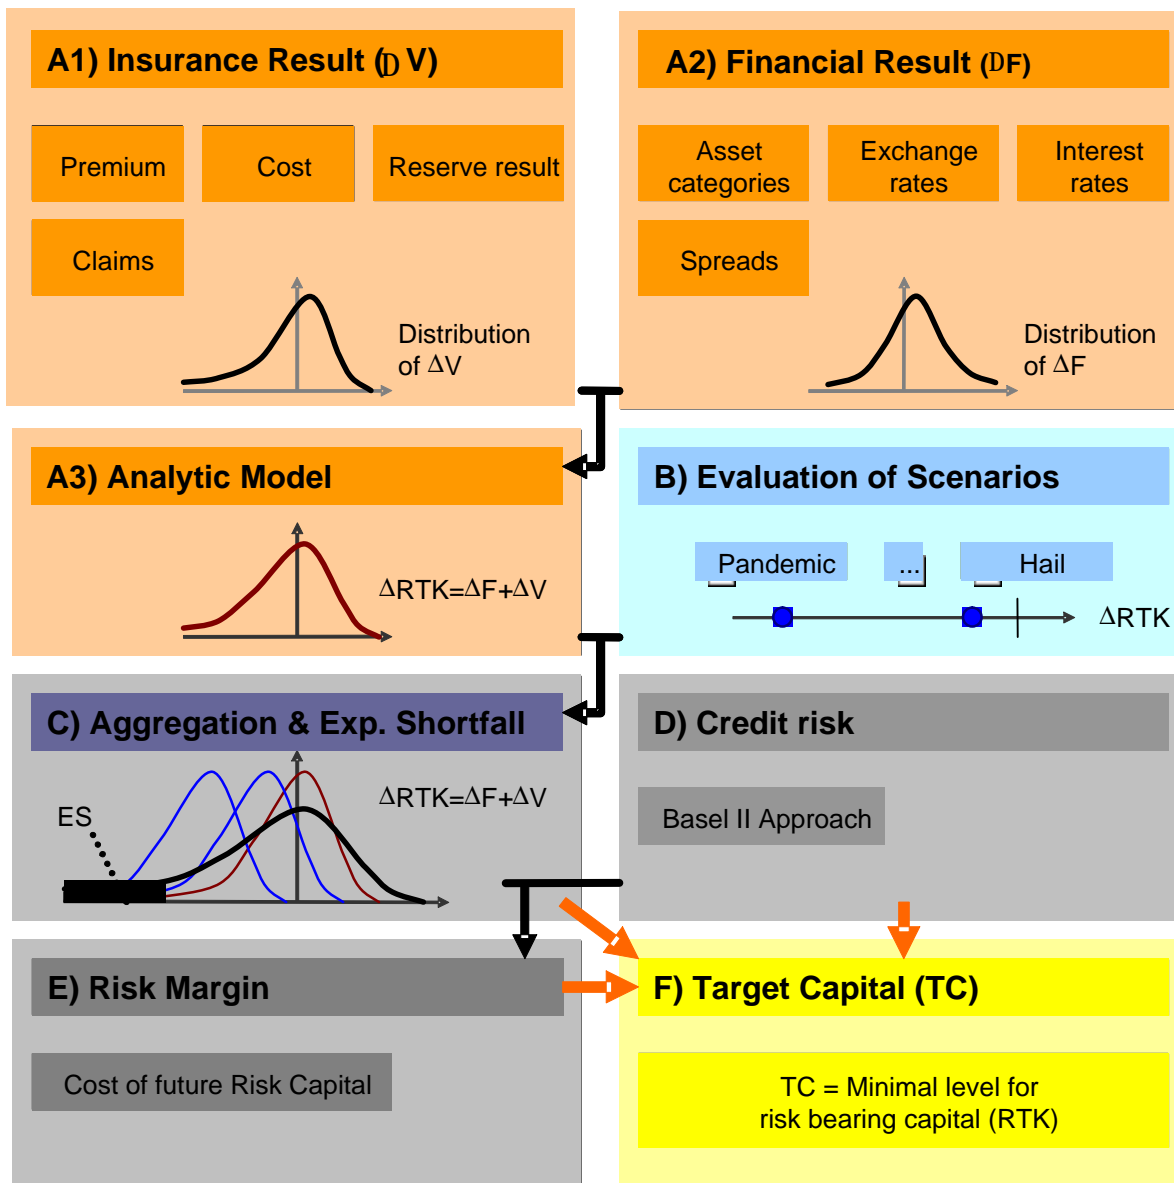 A1) Insurance Result (D V)
Premium
Cost
Reserve result
Claims
Distribution
of ΔV
A2) Financial Result (DF)
Asset
categories
Exchange
rates
Interest
rates
Spreads
Distribution
of ΔF
A3) Analytic Model
ΔRTK=ΔF+ΔV
B) Evaluation of Scenarios
Pandemic
...
Hail
ΔRTK
C) Aggregation & Exp. Shortfall
ΔRTK=ΔF+ΔV
ES
D) Credit risk
Basel II Approach
E) Risk Margin
Cost of future Risk Capital
F) Target Capital (TC)
TC = Minimal level for
risk bearing capital (RTK)